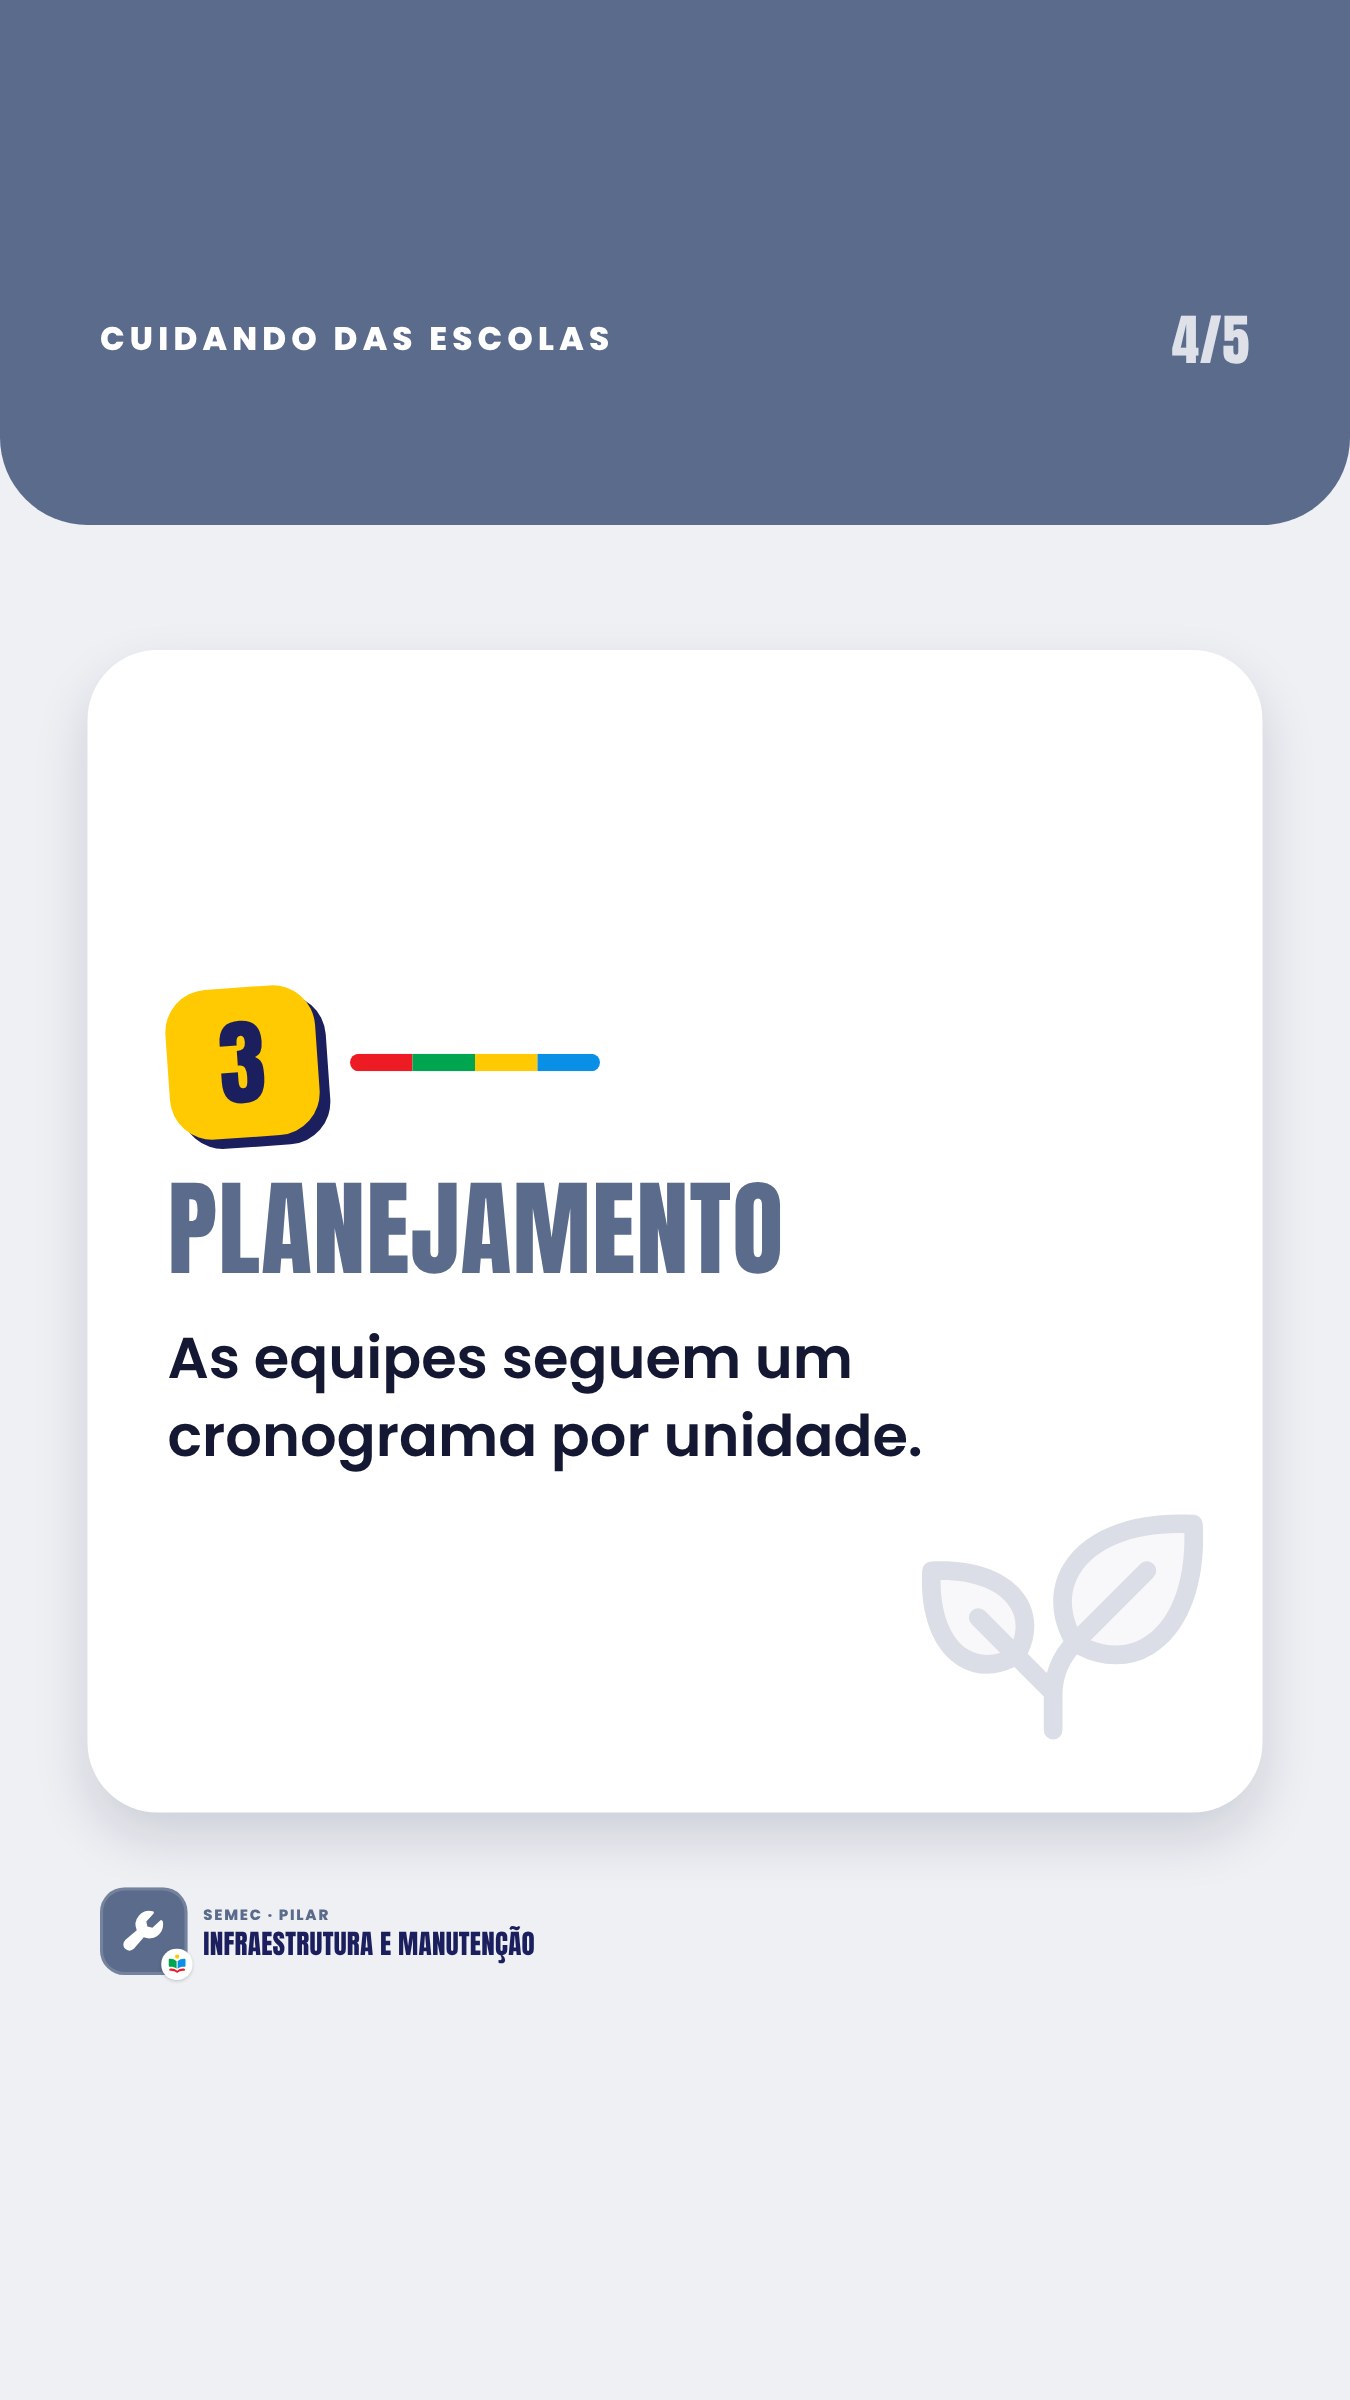 CUIDANDO DAS ESCOLAS
4/5
3
PLANEJAMENTO
As equipes seguem um
cronograma por unidade.
SEMEC · PILAR
INFRAESTRUTURA E MANUTENÇÃO